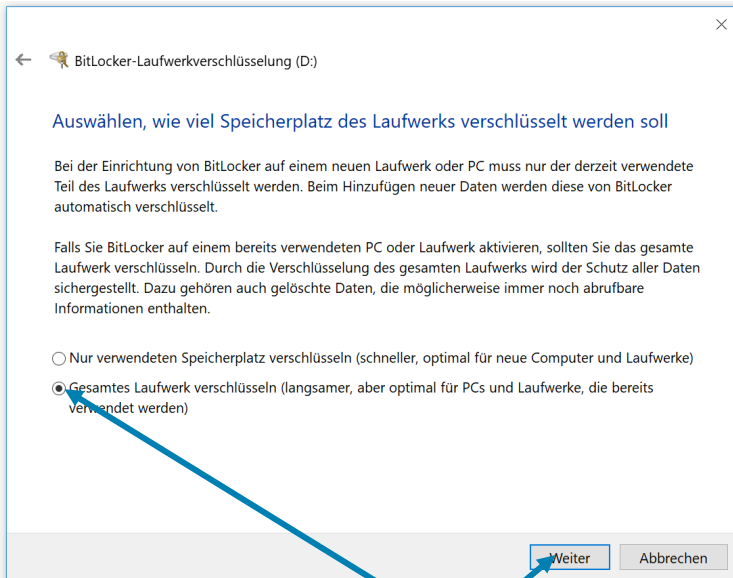 BitLocker-Laufwerkverschlüsselung (D:)
Auswählen, wie viel Speicherplatz des Laufwerks verschlüsselt werden soll
Bei der Einrichtung von BitLocker auf einem neuen Laufwerk oder PC muss nur der derzeit verwendete
Teil des Laufwerks verschlüsselt werden. Beim Hinzufügen neuer Daten werden diese von BitLocker
automatisch verschlüsselt.
Falls Sie BitLocker auf einem bereits verwendeten PC oder Laufwerk aktivieren, sollten Sie das gesamte
Laufwerk verschlüsseln. Durch die Verschlüsselung des gesamten Laufwerks wird der Schutz aller Daten
sichergestellt. Dazu gehören auch gelöschte Daten, die möglicherweise immer noch abrufbare
Informationen enthalten.
Nur verwendeten Speicherplatz verschlüsseln (schneller, optimal für neue Computer und Laufwerke)
Gesamtes Laufwerk verschlüsseln (langsamer, aber optimal für PCs und Laufwerke, die bereits
verwendet werden)
Weiter Abbrechen